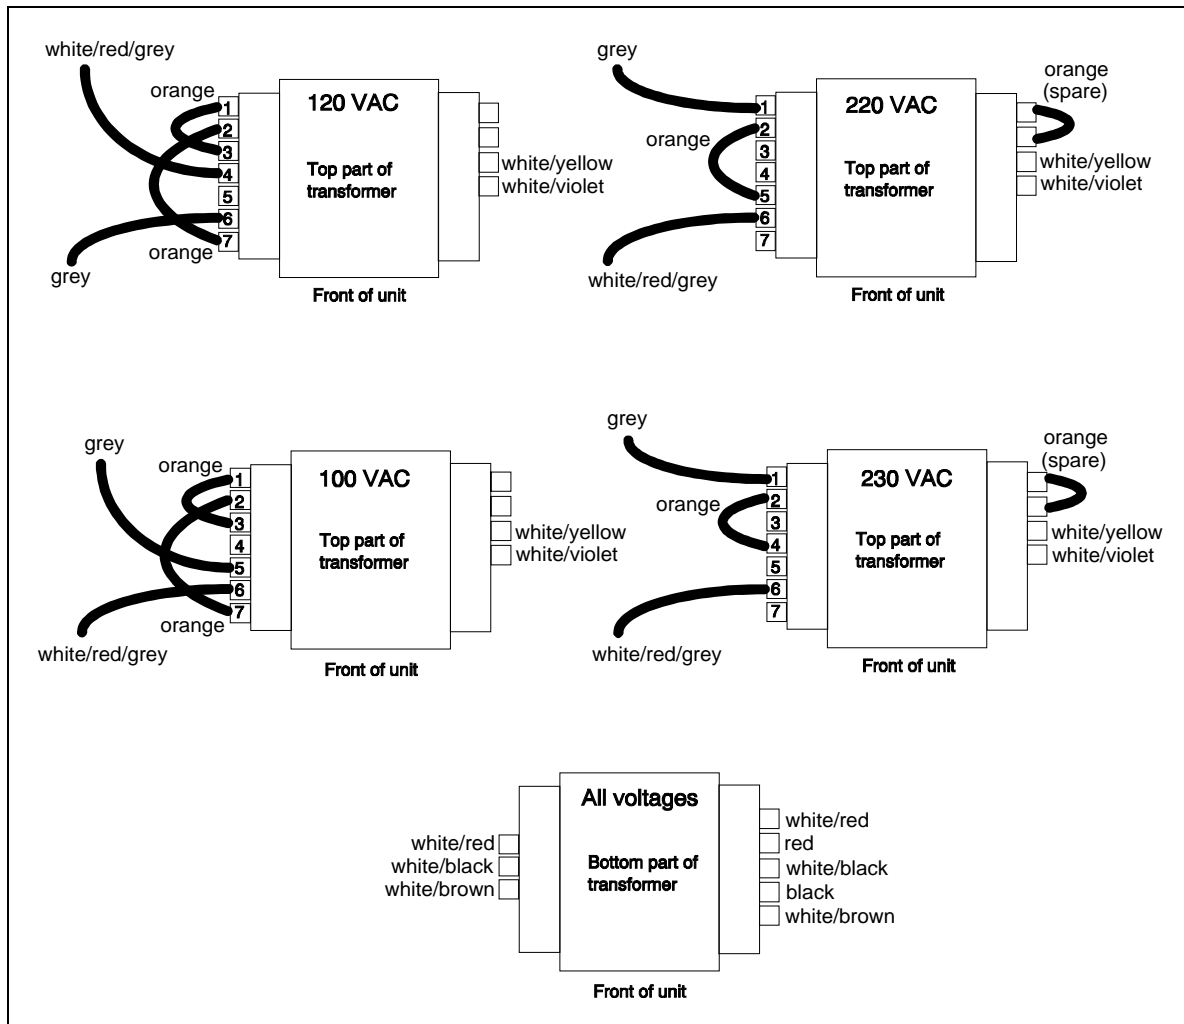 white/red/grey
orange
1
2
3
4
5
6
7
orange
grey
120 VAC
Top part of
transformer
white/yellow
white/violet
Front of unit
grey
orange
1
2
3
4
5
6
7
white/red/grey
220 VAC
Top part of
transformer
orange
(spare)
white/yellow
white/violet
Front of unit
grey
orange
1
2
3
4
5
6
7
orange
white/red/grey
100 VAC
Top part of
transformer
white/yellow
white/violet
Front of unit
grey
orange
1
2
3
4
5
6
7
white/red/grey
230 VAC
Top part of
transformer
orange
(spare)
white/yellow
white/violet
Front of unit
white/red
white/black
white/brown
All voltages
Bottom part of
transformer
white/red
red
white/black
black
white/brown
Front of unit